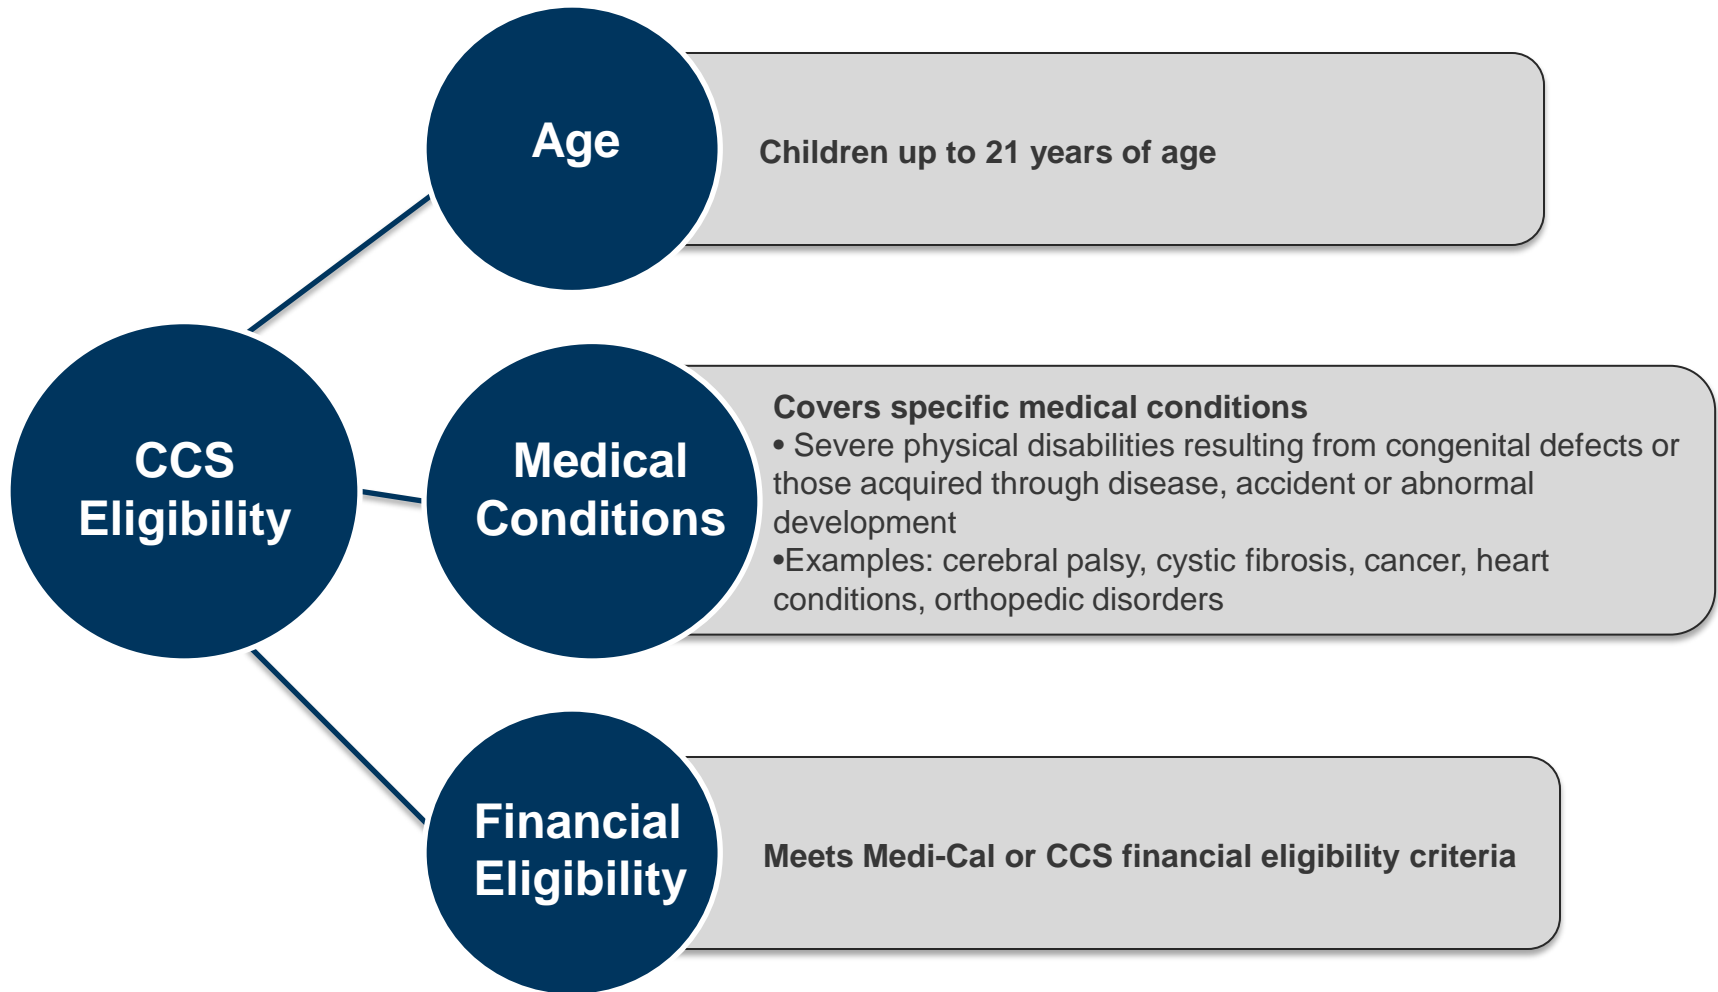 Age
Children up to 21 years of age
CCS
Eligibility
Medical
Conditions
Covers specific medical conditions
• Severe physical disabilities resulting from congenital defects or
those acquired through disease, accident or abnormal
development
•Examples: cerebral palsy, cystic fibrosis, cancer, heart
conditions, orthopedic disorders
Financial
Eligibility
Meets Medi-Cal or CCS financial eligibility criteria